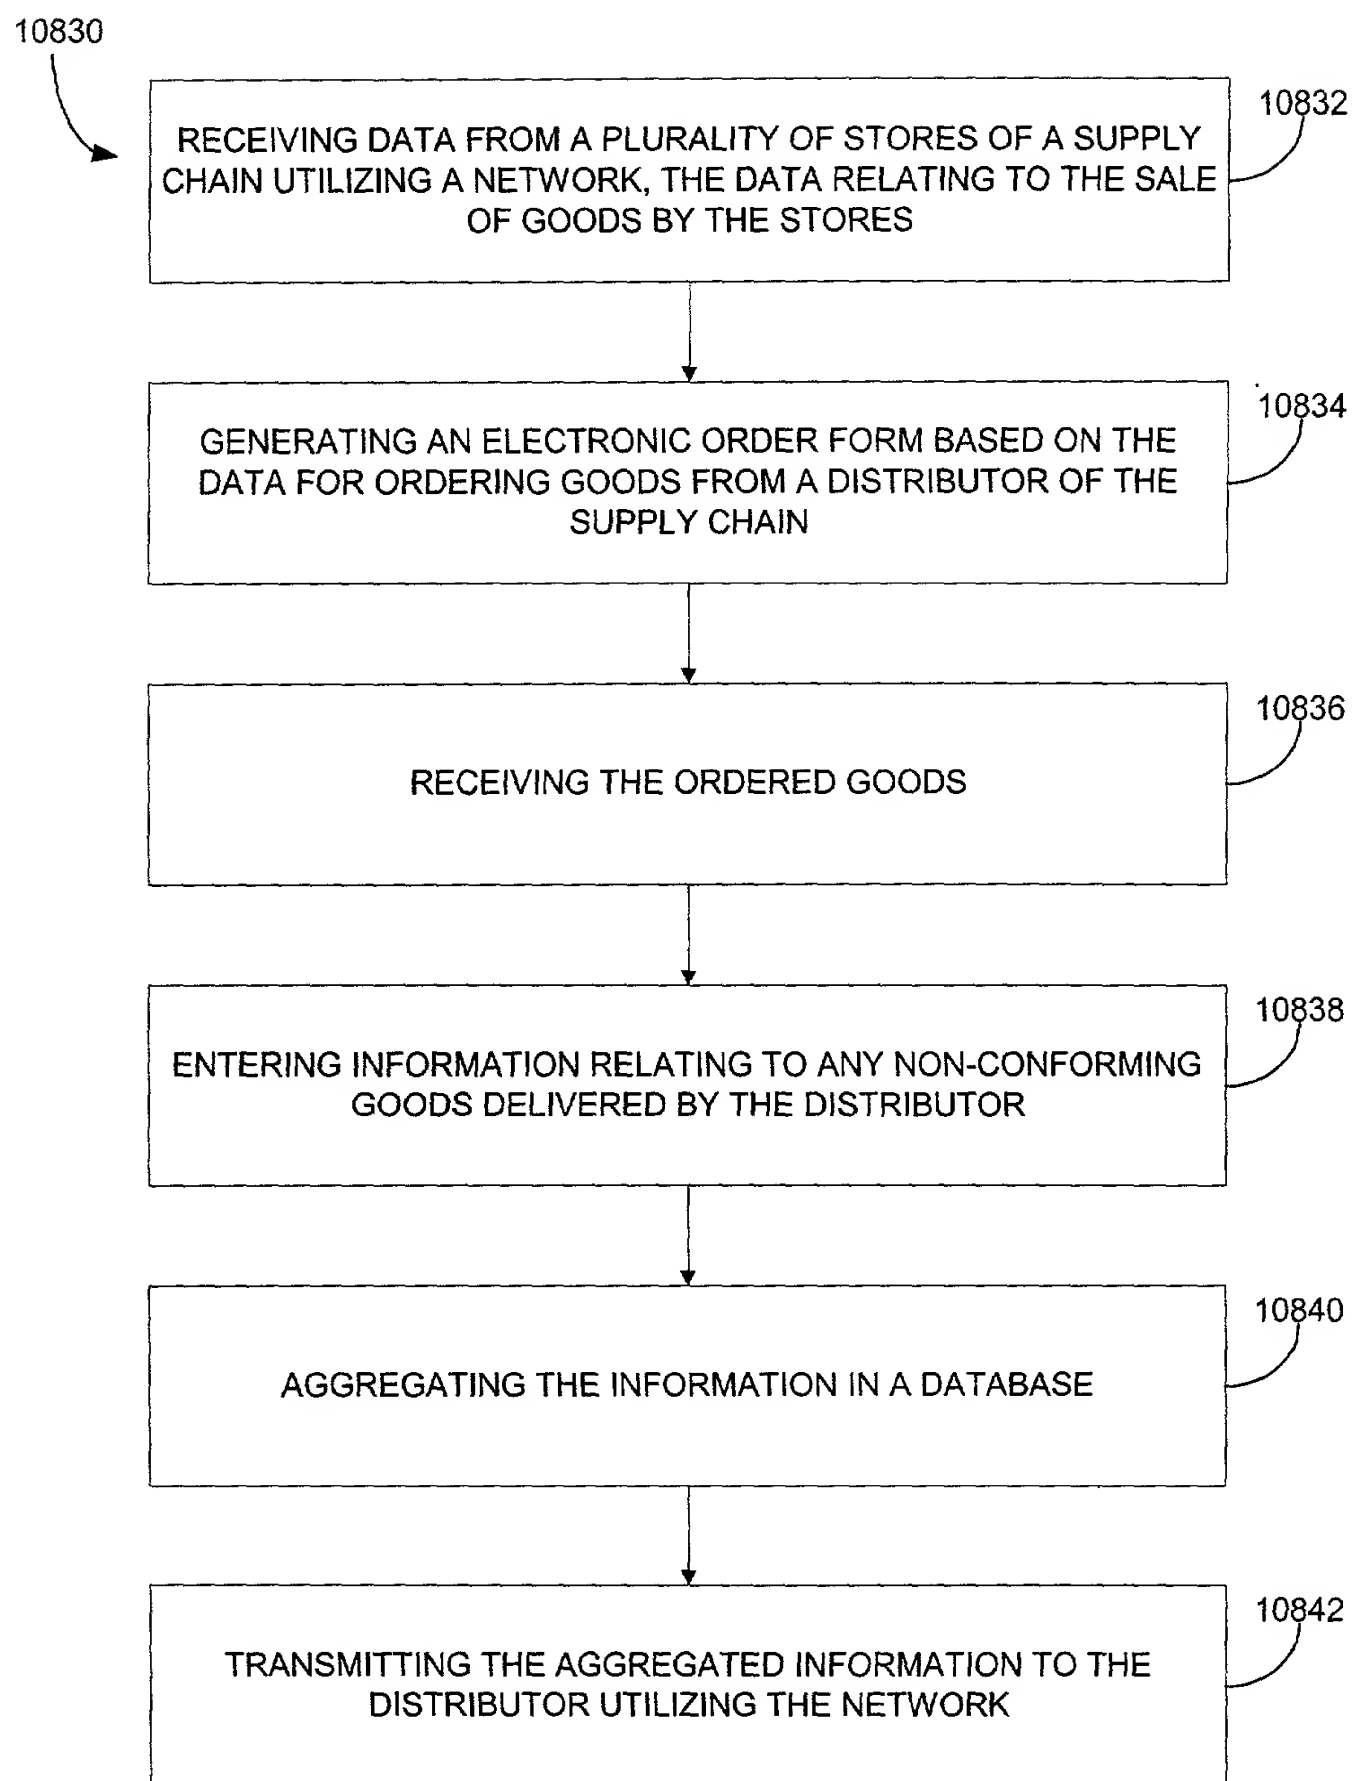 10830
10832
RECEIVING DATA FROM A PLURALITY OF STORES OF A SUPPLY
CHAIN UTILIZING A NETWORK, THE DATA RELATING TO THE SALE
OF GOODS BY THE STORES
10834
GENERATING AN ELECTRONIC ORDER FORM BASED ON THE
DATA FOR ORDERING GOODS FROM A DISTRIBUTOR OF THE
SUPPLY CHAIN
10836
RECEIVING THE ORDERED GOODS
10838
ENTERING INFORMATION RELATING TO ANY NON-CONFORMING
GOODS DELIVERED BY THE DISTRIBUTOR
10840
AGGREGATING THE INFORMATION IN A DATABASE
10842
TRANSMITTING THE AGGREGATED INFORMATION TO THE
DISTRIBUTOR UTILIZING THE NETWORK